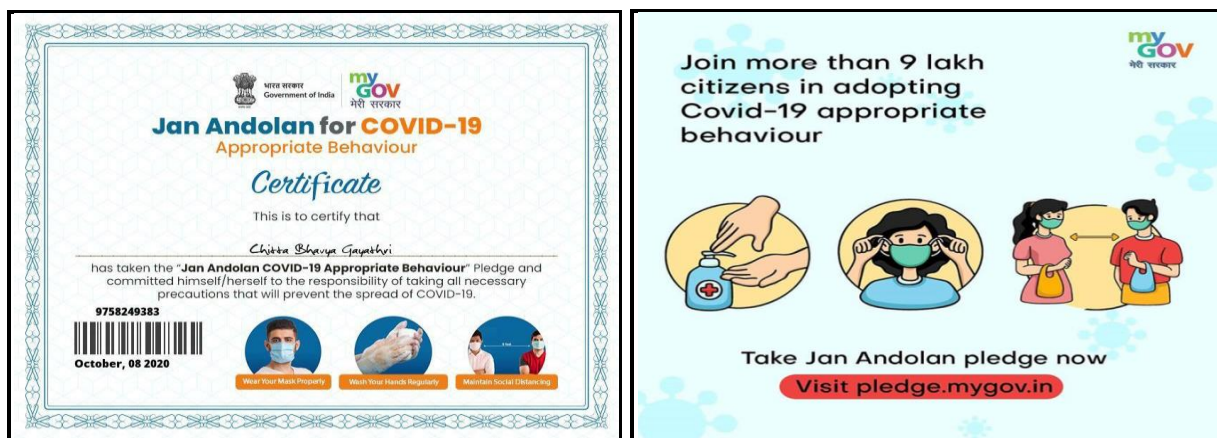 भारत सरकार
Government of India
my
GOV
मेरी सरकार
Jan Andolan for COVID-19
Appropriate Behaviour
Certificate
This is to certify that
Chitta Bhavya Gayathri
has taken the "Jan Andolan COVID-19 Appropriate Behaviour" Pledge and
committed himself/herself to the responsibility of taking all necessary
precautions that will prevent the spread of COVID-19.
9758249383
October, 08 2020
Wear Your Mask Properly
Wash Your Hands Regularly
Maintain Social Distancing
my
GOV
मेरी सरकार
Join more than 9 lakh
citizens in adopting
Covid-19 appropriate
behaviour
Take Jan Andolan pledge now
Visit pledge.mygov.in